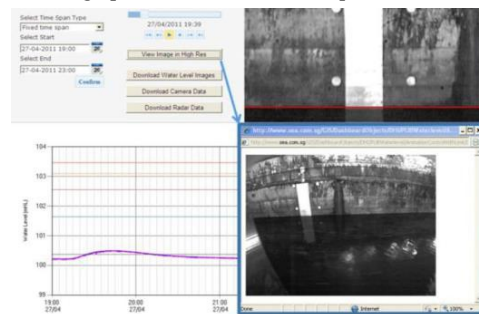 Select Time Span Type
Fixed time span
Select Start
27-04-2011 19:00
Select End
27-04-2011 23:00
Confirm
27/04/2011 19:39
View Image in High Res
Download Water Level Images
Download Camera Data
Download Radar Data
104
103
102
101
100
99
Water Level (mRL)
19:00
27/04
20:00
27/04
21:00
27/04
Done
Internet
100%